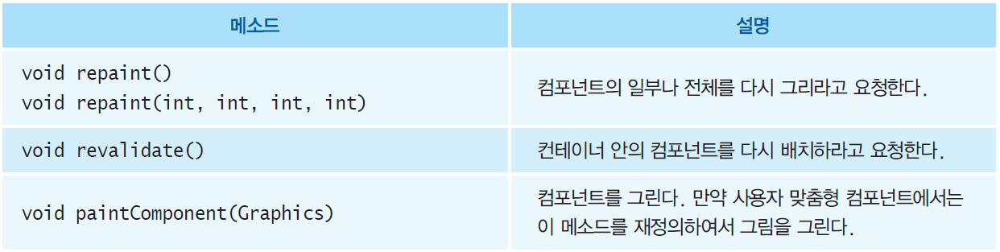 메소드
설명
void repaint()
void repaint(int, int, int, int)
컴포넌트의 일부나 전체를 다시 그리라고 요청한다.
void revalidate()
컨테이너 안의 컴포넌트를 다시 배치하라고 요청한다.
void paintComponent(Graphics)
컴포넌트를 그린다. 만약 사용자 맞춤형 컴포넌트에서는
이 메소드를 재정의하여서 그림을 그린다.